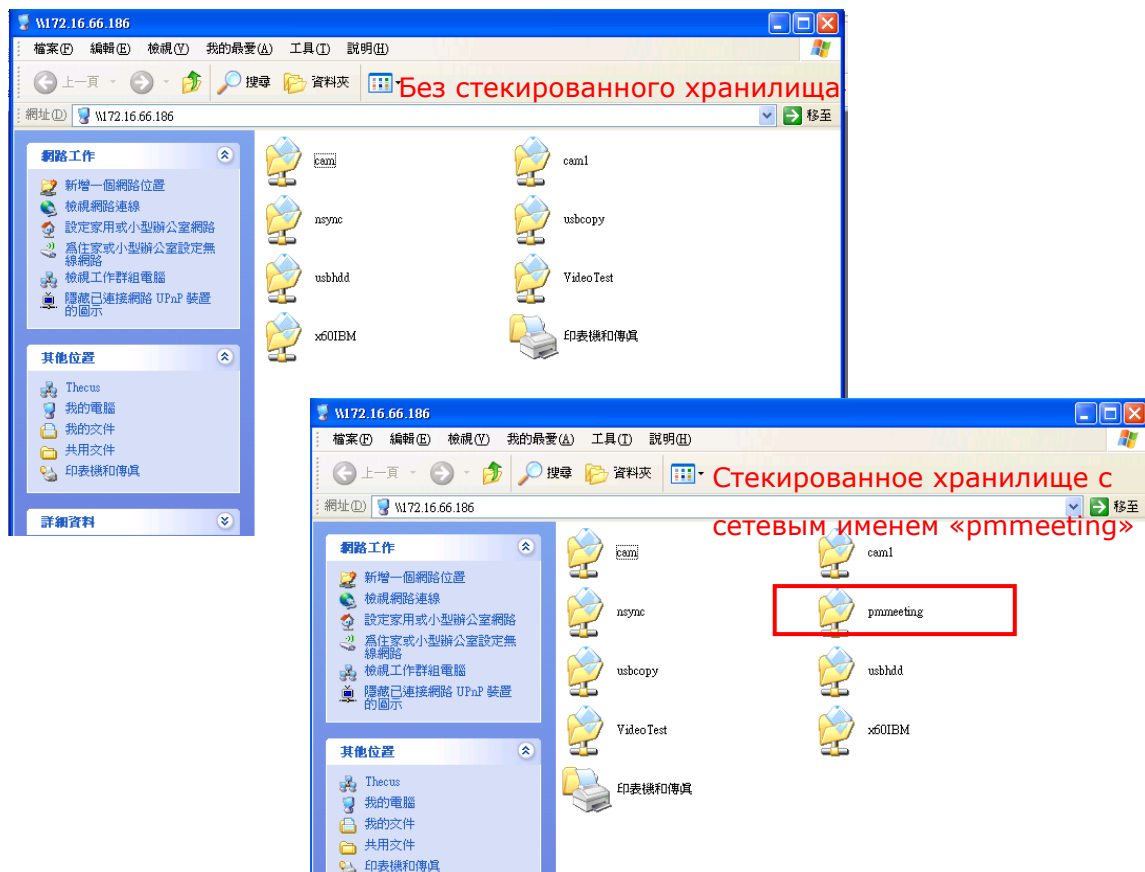 \\172.16.66.186
檔案(F) 編輯(E) 檢視(V) 我的最愛(A) 工具(T) 說明(H)
上一頁 搜尋 資料夾
Без стекированного хранилища
網址(D) \\172.16.66.186 移至
網路工作
新增一個網路位置
檢視網路連線
設定家用或小型辦公室網路
爲住家或小型辦公室設定無
線網路
檢視工作群組電腦
隱藏已連接網路 UPnP 裝置
的圖示
其他位置
Thecus
我的電腦
我的文件
共用文件
印表機和傳眞
詳細資料
cam
cam1
nsync
usbcopy
usbhdd
VideoTest
x60IBM
印表機和傳眞
\\172.16.66.186
檔案(F) 編輯(E) 檢視(V) 我的最愛(A) 工具(T) 說明(H)
上一頁 搜尋 資料夾
Стекированное хранилище с
сетевым именем «pmmeeting»
網址(D) \\172.16.66.186 移至
網路工作
新增一個網路位置
檢視網路連線
設定家用或小型辦公室網路
爲住家或小型辦公室設定無
線網路
檢視工作群組電腦
隱藏已連接網路 UPnP 裝置
的圖示
其他位置
Thecus
我的電腦
我的文件
共用文件
印表機和傳眞
cam
cam1
nsync
pmmeeting
usbcopy
usbhdd
VideoTest
x60IBM
印表機和傳眞